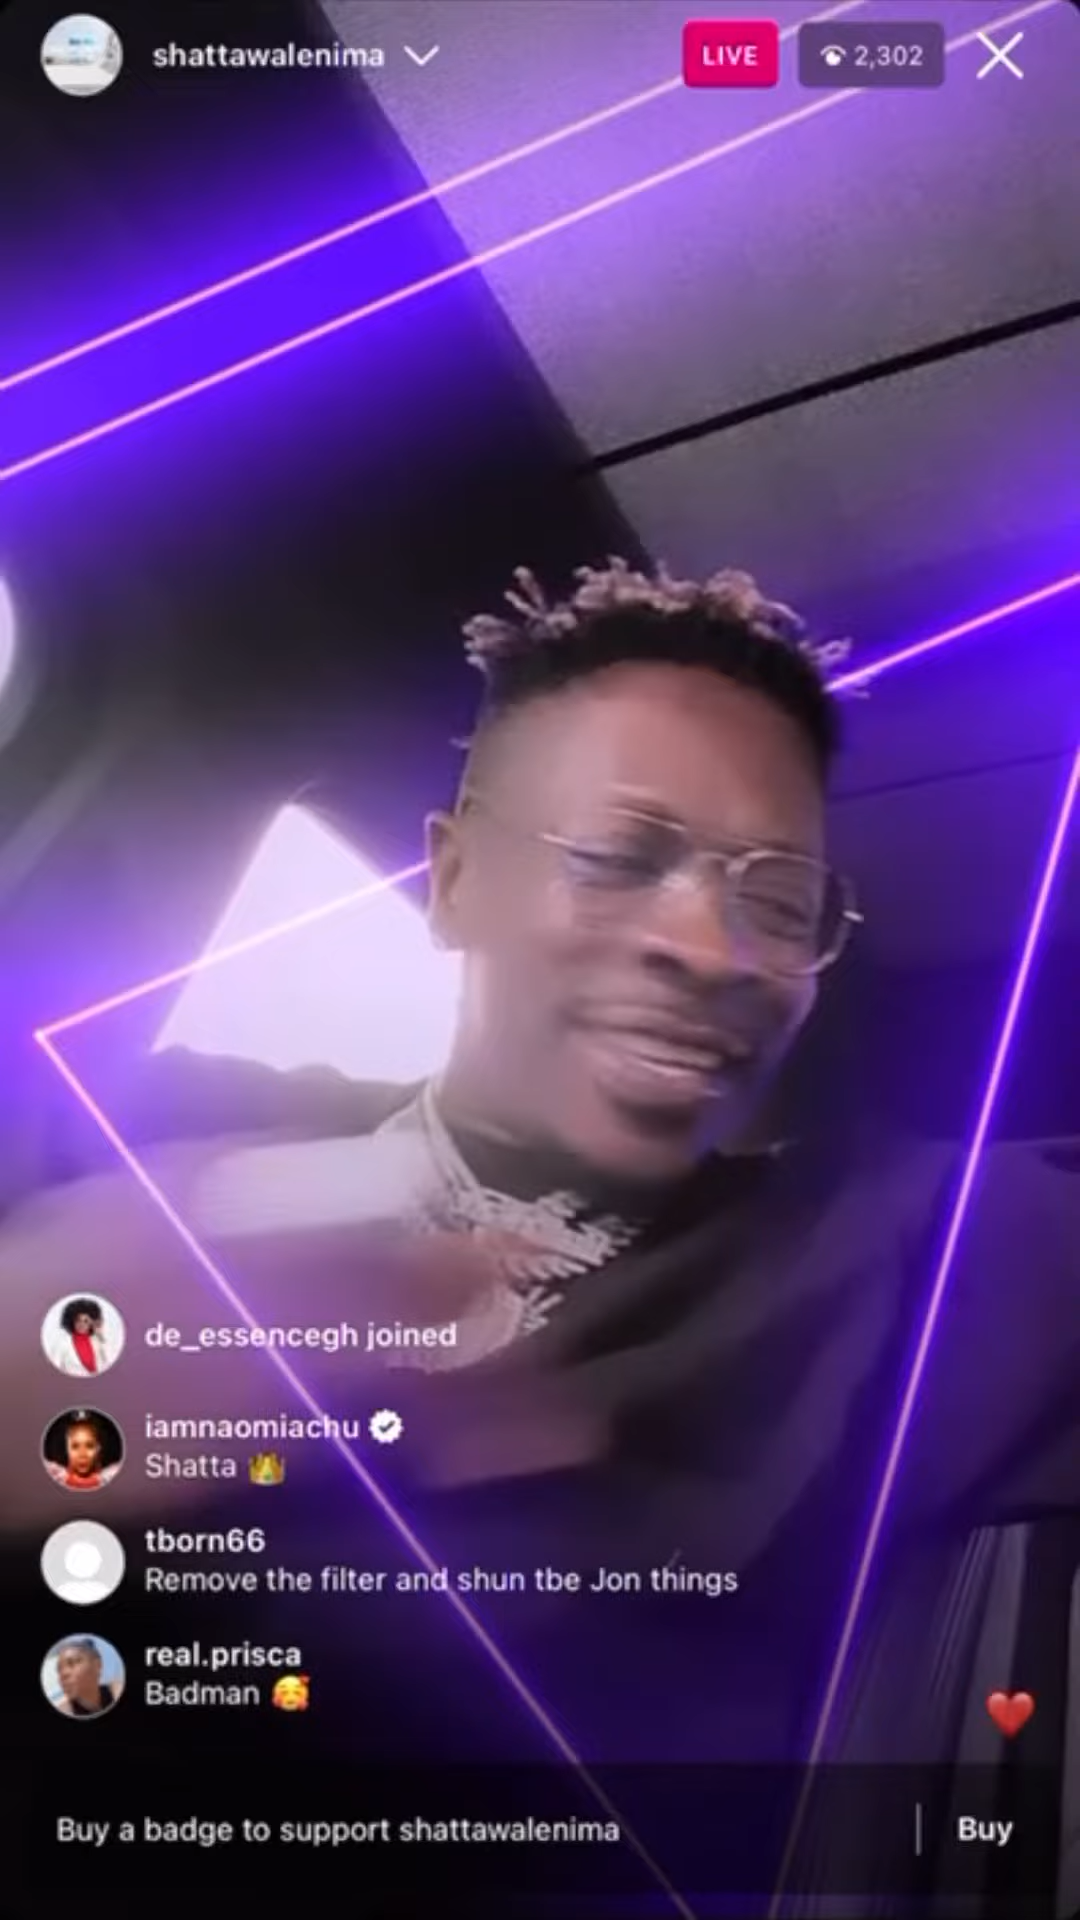 shattawalenima
LIVE
2,302
de_essencegh joined
iamnaomiachu
Shatta 👑
tborn66
Remove the filter and shun tbe Jon things
real.prisca
Badman 🥰
Buy a badge to support shattawalenima
Buy